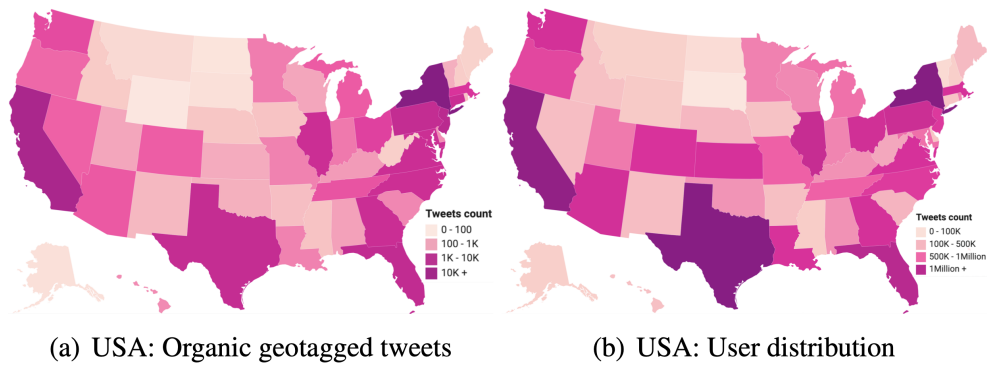 Tweets count
0 - 100
100 - 1K
1K - 10K
10K +
Tweets count
0 - 100K
100K - 500K
500K - 1Million
1Million +
(a) USA: Organic geotagged tweets
(b) USA: User distribution